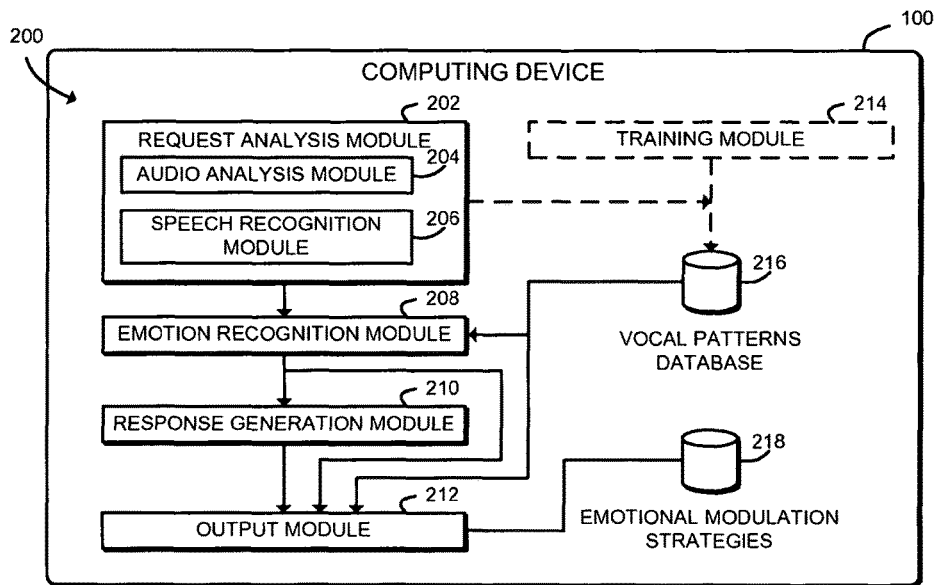 100
200
COMPUTING DEVICE
202
REQUEST ANALYSIS MODULE
204
AUDIO ANALYSIS MODULE
206
SPEECH RECOGNITION
MODULE
214
TRAINING MODULE
216
VOCAL PATTERNS
DATABASE
208
EMOTION RECOGNITION MODULE
210
RESPONSE GENERATION MODULE
218
EMOTIONAL MODULATION
STRATEGIES
212
OUTPUT MODULE